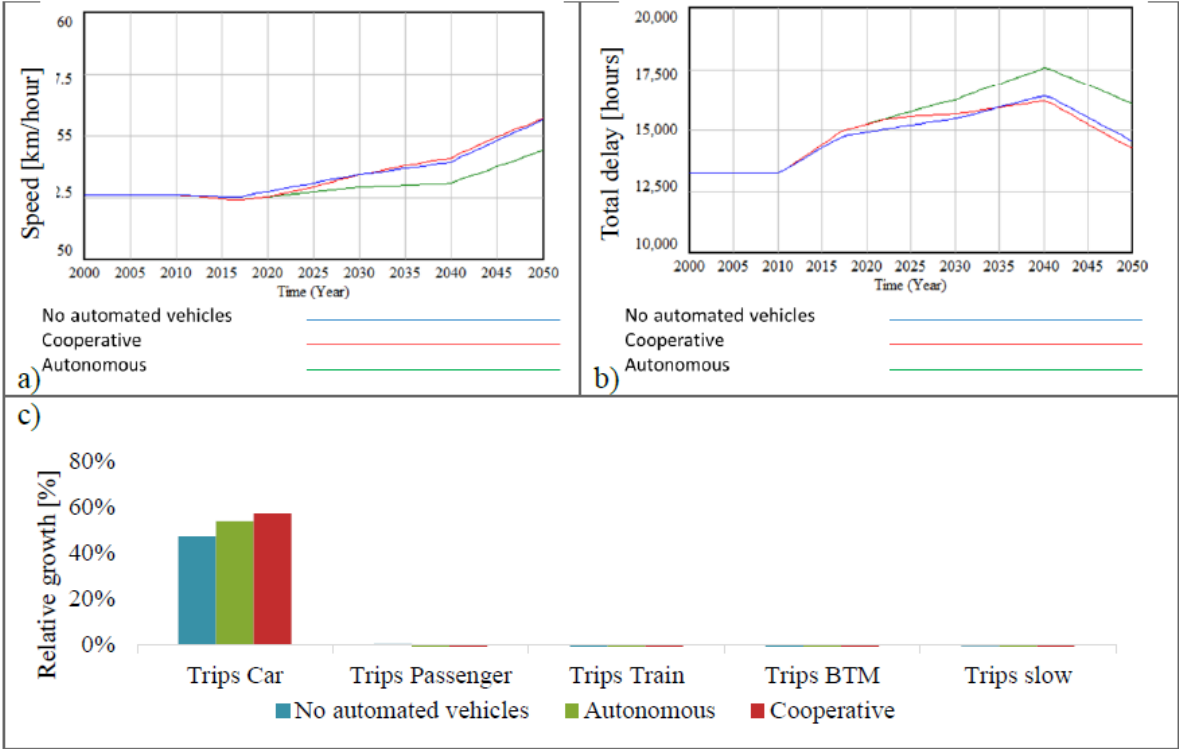 60
7.5
55
2.5
50
Speed [km/hour]
2000 2005 2010 2015 2020 2025 2030 2035 2040 2045 2050
Time (Year)
No automated vehicles
Cooperative
Autonomous
a)
20,000
17,500
15,000
12,500
10,000
Total delay [hours]
2000 2005 2010 2015 2020 2025 2030 2035 2040 2045 2050
Time (Year)
No automated vehicles
Cooperative
Autonomous
b)
c)
80%
60%
40%
20%
0%
Relative growth [%]
Trips Car Trips Passenger Trips Train Trips BTM Trips slow
No automated vehicles Autonomous Cooperative